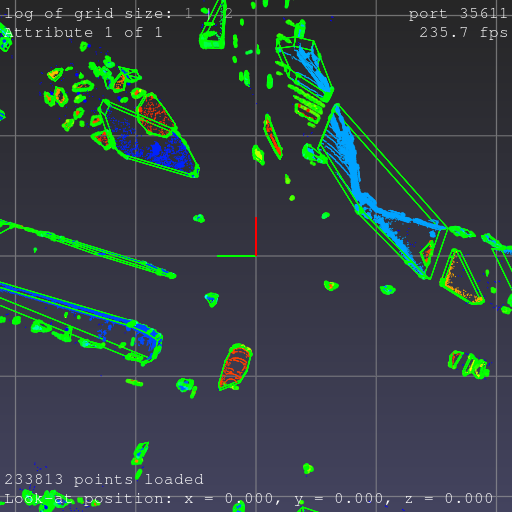 log of grid size: 1
port 35611
Attribute 1 of 1
235.7 fps
233813 points loaded
Look-at position: x = 0.000, y = 0.000, z = 0.000